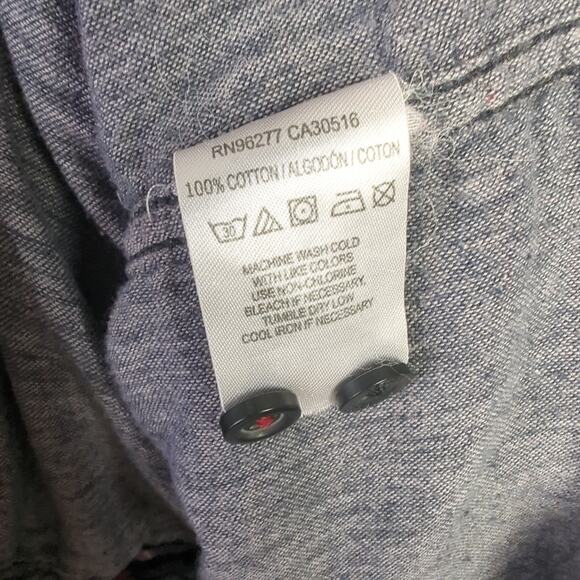 RN96277 CA30516
100% COTTON / ALGODÓN / COTON
30
MACHINE WASH COLD
WITH LIKE COLORS
USE NON-CHLORINE
BLEACH IF NECESSARY.
TUMBLE DRY LOW
COOL IRON IF NECESSARY